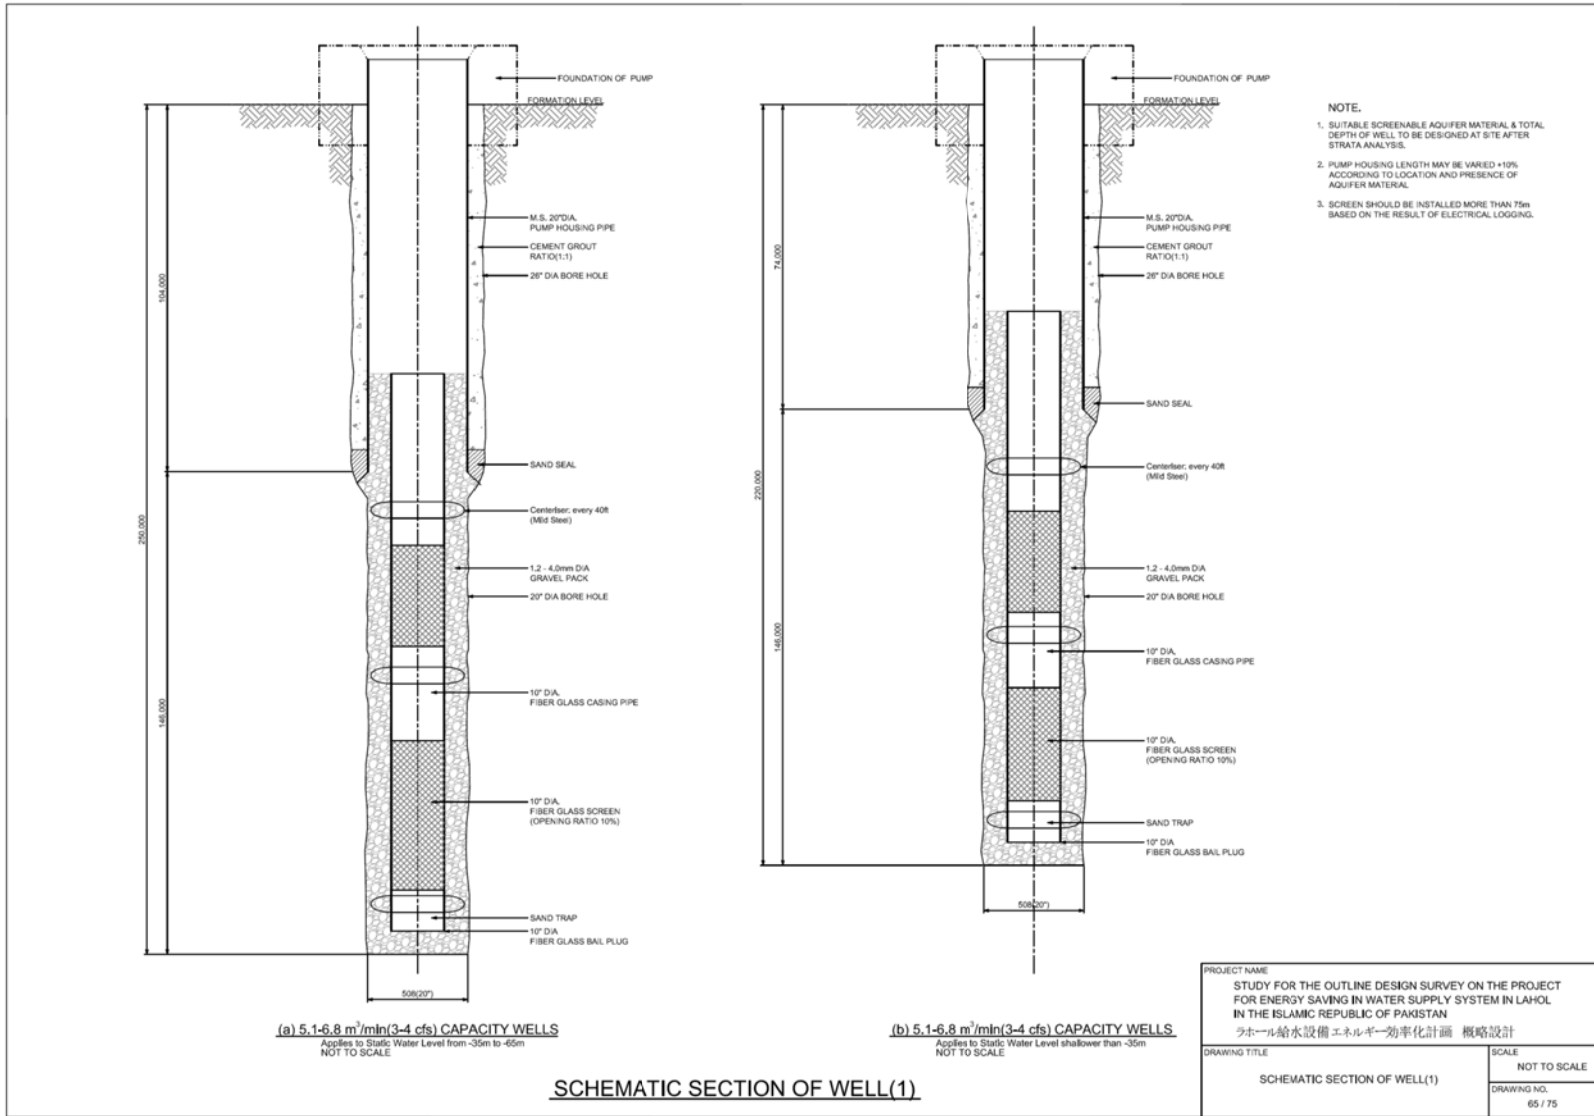 FOUNDATION OF PUMP
FORMATION LEVEL
M.S. 20"DIA.
PUMP HOUSING PIPE
CEMENT GROUT
RATIO(1:1)
26" DIA BORE HOLE
104,000
SAND SEAL
Centeriser: every 40ft
(Mild Steel)
250,000
1.2 - 4.0mm DIA
GRAVEL PACK
20" DIA BORE HOLE
146,000
10" DIA.
FIBER GLASS CASING PIPE
10" DIA.
FIBER GLASS SCREEN
(OPENING RATIO 10%)
SAND TRAP
10" DIA
FIBER GLASS BAIL PLUG
508(20")
(a) 5.1-6.8 m³/min(3-4 cfs) CAPACITY WELLS
Applies to Static Water Level from -35m to -65m
NOT TO SCALE
FOUNDATION OF PUMP
FORMATION LEVEL
M.S. 20"DIA.
PUMP HOUSING PIPE
CEMENT GROUT
RATIO(1:1)
26" DIA BORE HOLE
74,000
SAND SEAL
Centeriser: every 40ft
(Mild Steel)
220,000
1.2 - 4.0mm DIA
GRAVEL PACK
20" DIA BORE HOLE
146,000
10" DIA.
FIBER GLASS CASING PIPE
10" DIA.
FIBER GLASS SCREEN
(OPENING RATIO 10%)
SAND TRAP
10" DIA
FIBER GLASS BAIL PLUG
508(20")
(b) 5.1-6.8 m³/min(3-4 cfs) CAPACITY WELLS
Applies to Static Water Level shallower than -35m
NOT TO SCALE
NOTE.
1. SUITABLE SCREENABLE AQUIFER MATERIAL & TOTAL
DEPTH OF WELL TO BE DESIGNED AT SITE AFTER
STRATA ANALYSIS.
2. PUMP HOUSING LENGTH MAY BE VARIED +10%
ACCORDING TO LOCATION AND PRESENCE OF
AQUIFER MATERIAL
3. SCREEN SHOULD BE INSTALLED MORE THAN 75m
BASED ON THE RESULT OF ELECTRICAL LOGGING.
SCHEMATIC SECTION OF WELL(1)
PROJECT NAME
STUDY FOR THE OUTLINE DESIGN SURVEY ON THE PROJECT
FOR ENERGY SAVING IN WATER SUPPLY SYSTEM IN LAHOL
IN THE ISLAMIC REPUBLIC OF PAKISTAN
ラホール給水設備エネルギー効率化計画 概略設計
DRAWING TITLE
SCHEMATIC SECTION OF WELL(1)
SCALE
NOT TO SCALE
DRAWING NO.
65 / 75